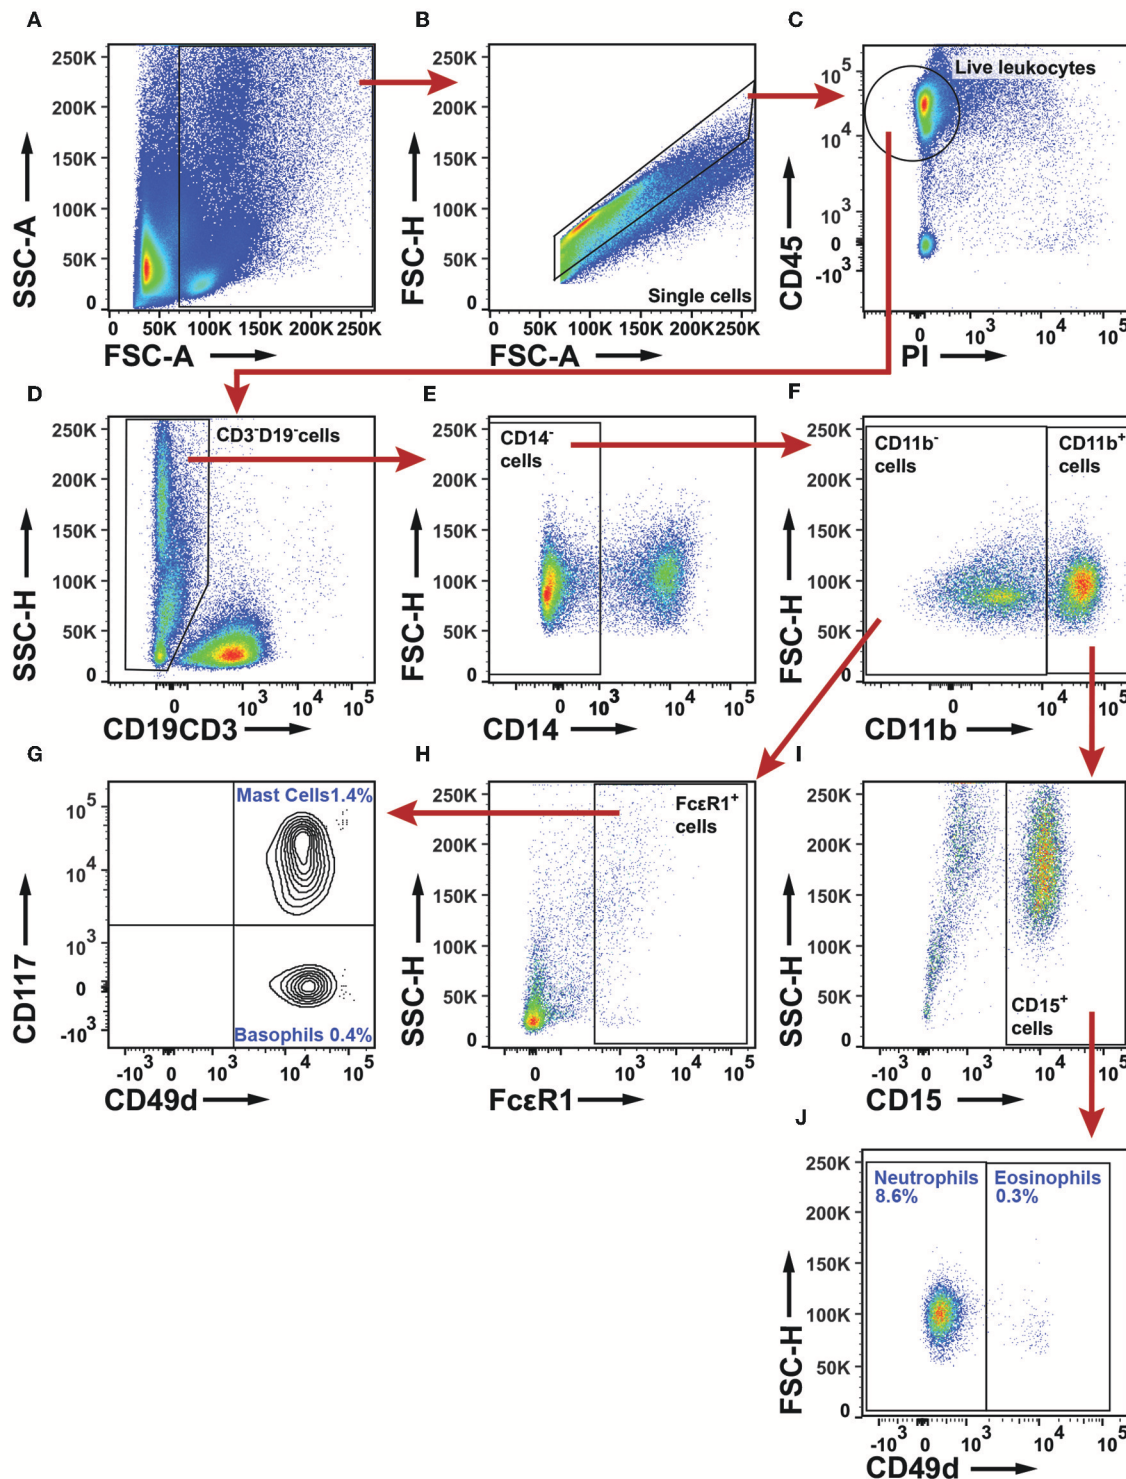 A
B
C
250K
200K
150K
100K
50K
0
SSC-A
0
50K
100K
150K
200K
250K
FSC-A
250K
200K
150K
100K
50K
0
FSC-H
Single cells
0
50K
100K
150K
200K
250K
FSC-A
10^5
10^4
10^3
0
-10^3
CD45
Live leukocytes
0
10^3
10^4
10^5
PI
D
E
F
250K
200K
150K
100K
50K
0
SSC-H
CD3-D19-cells
0
10^3
10^5
CD19CD3
250K
200K
150K
100K
50K
0
FSC-H
CD14-
cells
0
10^3
10^4
10^5
CD14
250K
200K
150K
100K
50K
0
FSC-H
CD11b-
cells
CD11b+
cells
0
10^3
10^4
10^5
CD11b
G
H
I
10^5
10^4
10^3
0
-10^3
CD117
Mast Cells1.4%
Basophils 0.4%
-10^3
0
10^3
10^4
10^5
CD49d
250K
200K
150K
100K
50K
0
SSC-H
FcεR1+
cells
0
10^3
10^4
10^5
FcεR1
250K
200K
150K
100K
50K
0
SSC-H
CD15+
cells
-10^3
0
10^3
10^4
10^5
CD15
J
250K
200K
150K
100K
50K
0
FSC-H
Neutrophils
8.6%
Eosinophils
0.3%
-10^3
0
10^3
10^4
10^5
CD49d